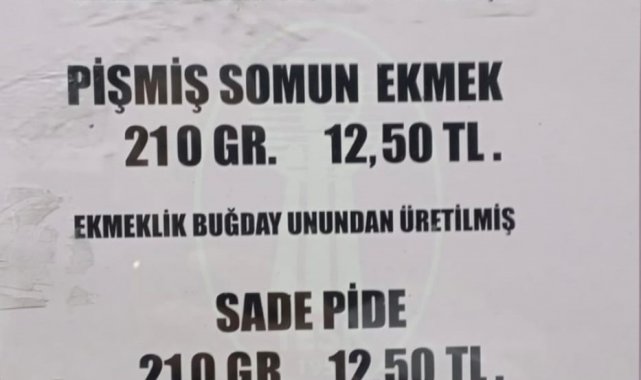 PİŞMİŞ SOMUN EKMEK
210 GR. 12,50 TL.
EKMEKLİK BUĞDAY UNUNDAN ÜRETİLMİŞ
SADE PİDE
210 GR 12,50 TL.